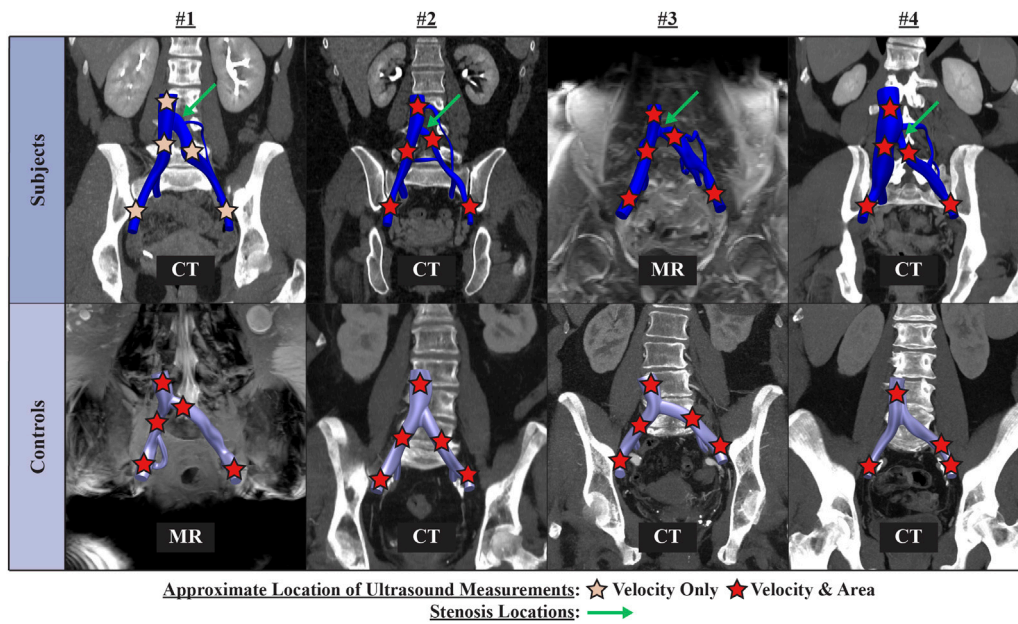 #1 #2 #3 #4
Subjects
CT CT MR CT
Controls
MR CT CT CT
Approximate Location of Ultrasound Measurements: Velocity Only Velocity & Area
Stenosis Locations: